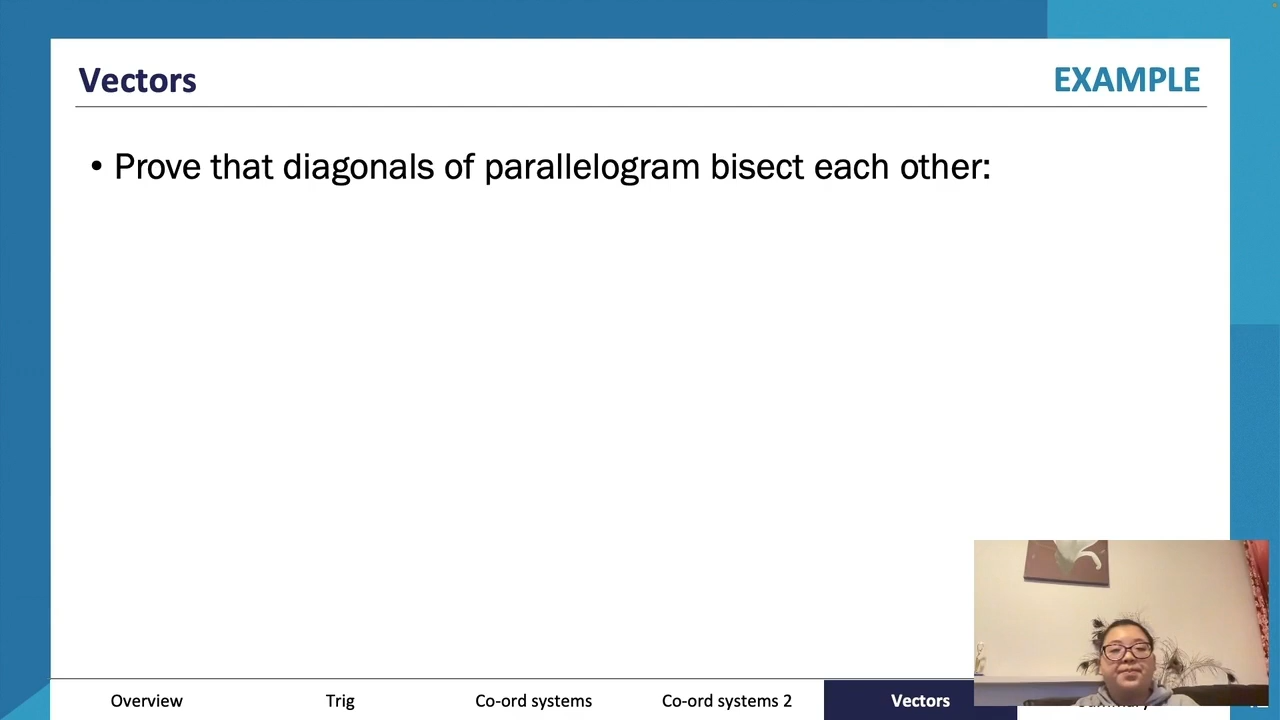 Vectors
EXAMPLE
• Prove that diagonals of parallelogram bisect each other:
Overview
Trig
Co-ord systems
Co-ord systems 2
Vectors